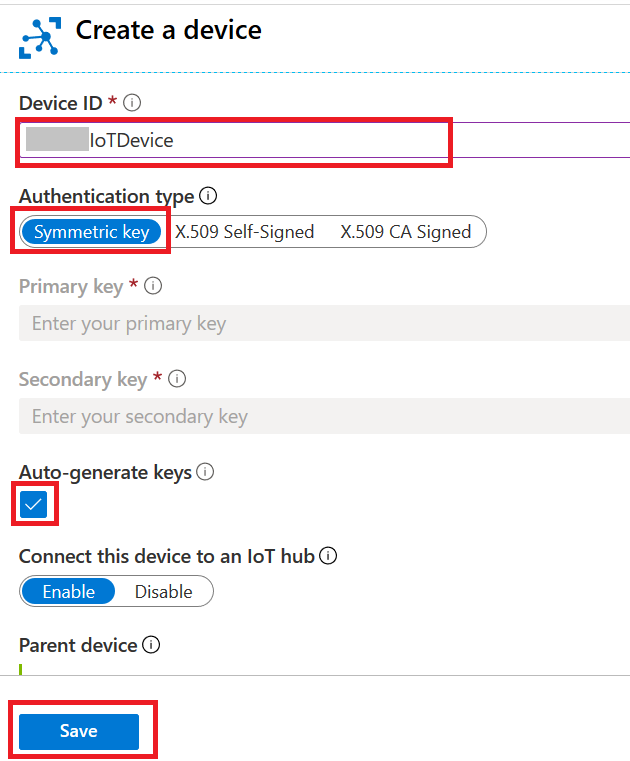 Create a device
Device ID *
IoTDevice
Authentication type
Symmetric key X.509 Self-Signed X.509 CA Signed
Primary key *
Enter your primary key
Secondary key *
Enter your secondary key
Auto-generate keys
Connect this device to an IoT hub
Enable Disable
Parent device
Save